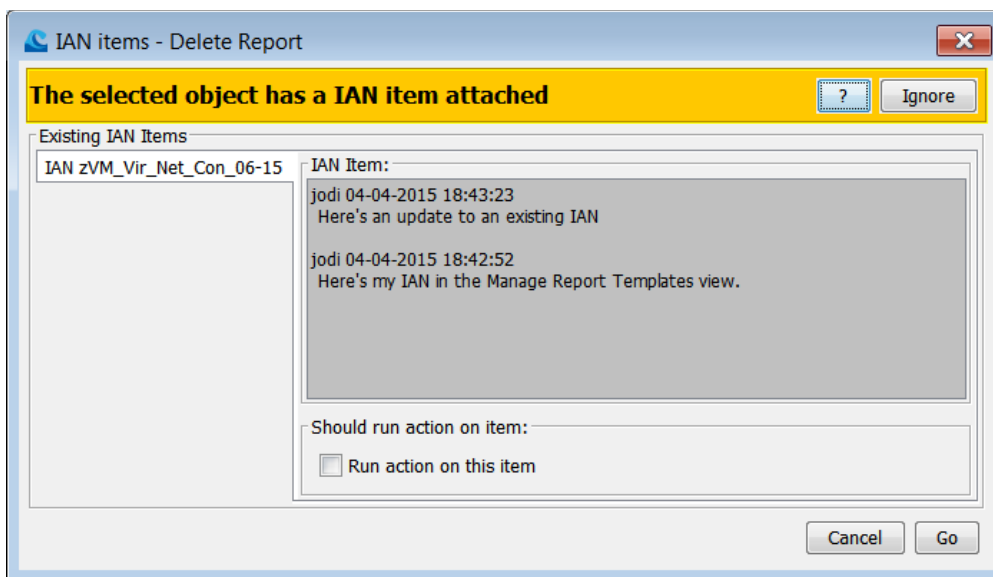 IAN items - Delete Report
The selected object has a IAN item attached
?
Ignore
Existing IAN Items
IAN zVM_Vir_Net_Con_06-15
IAN Item:
jodi 04-04-2015 18:43:23
Here's an update to an existing IAN
jodi 04-04-2015 18:42:52
Here's my IAN in the Manage Report Templates view.
Should run action on item:
Run action on this item
Cancel
Go